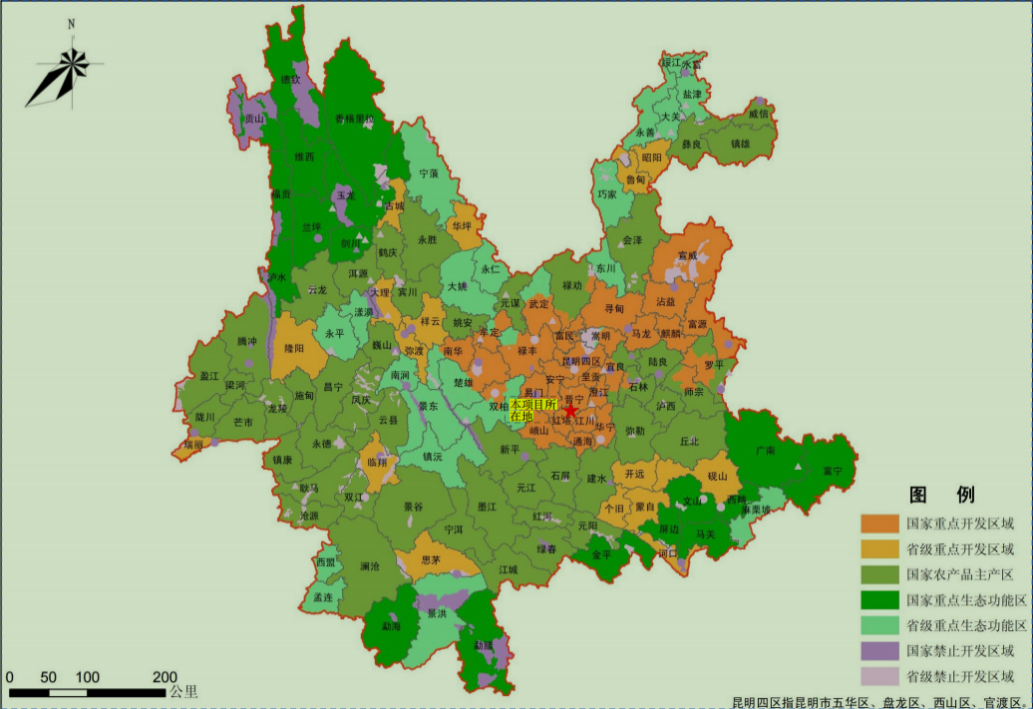 N
绥江
水富
盐津
大关
永善
威信
彝良
镇雄
昭阳
鲁甸
巧家
会泽
德钦
贡山
香格里拉
维西
宁蒗
福贡
玉龙
古城
兰坪
剑川
华坪
永胜
鹤庆
宣威
泸水
云龙
洱源
大理
宾川
永仁
大姚
东川
禄劝
元谋
武定
寻甸
沾益
漾濞
祥云
姚安
牟定
富民
嵩明
马龙
麒麟
富源
腾冲
隆阳
永平
巍山
弥渡
南华
禄丰
昆明四区
宜良
陆良
罗平
盈江
梁河
昌宁
南涧
楚雄
安宁
呈贡
石林
师宗
施甸
凤庆
景东
双柏
易门
晋宁
澄江
本项目所
在地
泸西
陇川
芒市
龙陵
云县
红塔
江川
华宁
峨山
通海
弥勒
丘北
瑞丽
永德
镇沅
新平
广南
富宁
镇康
临翔
石屏
建水
开远
砚山
耿马
双江
景谷
墨江
元江
文山
西畴
麻栗坡
沧源
红河
个旧
蒙自
宁洱
元阳
屏边
马关
西盟
澜沧
思茅
绿春
金平
河口
孟连
江城
勐海
景洪
勐腊
图 例
国家重点开发区域
省级重点开发区域
国家农产品主产区
国家重点生态功能区
省级重点生态功能区
国家禁止开发区域
省级禁止开发区域
0 50 100 200
公里
昆明四区指昆明市五华区、盘龙区、西山区、官渡区。